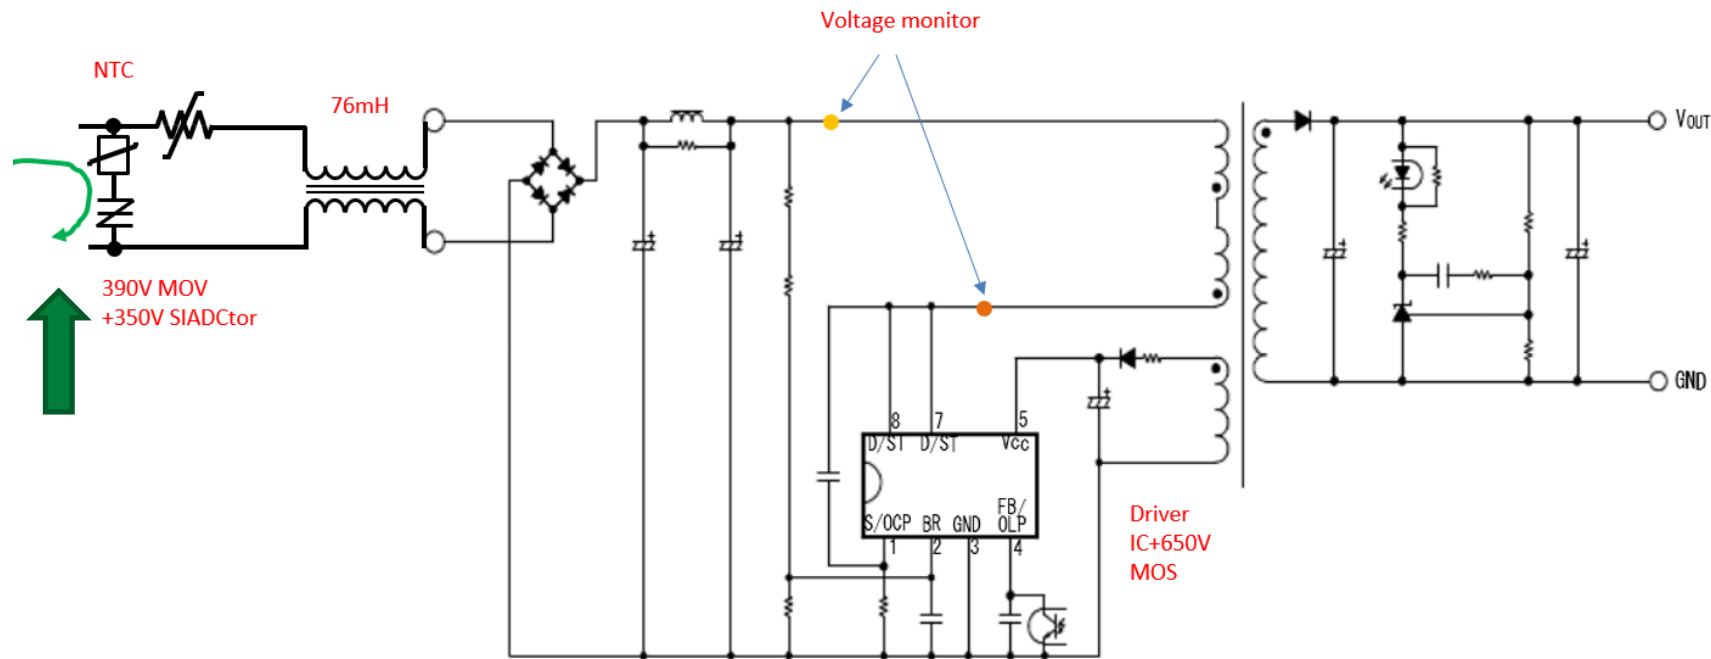 Voltage monitor
NTC
76mH
390V MOV
+350V SIADCtor
VOUT
GND
8
7
5
D/ST
D/ST
Vcc
S/OCP
BR
GND
FB/
OLP
1
2
3
4
Driver
IC+650V
MOS